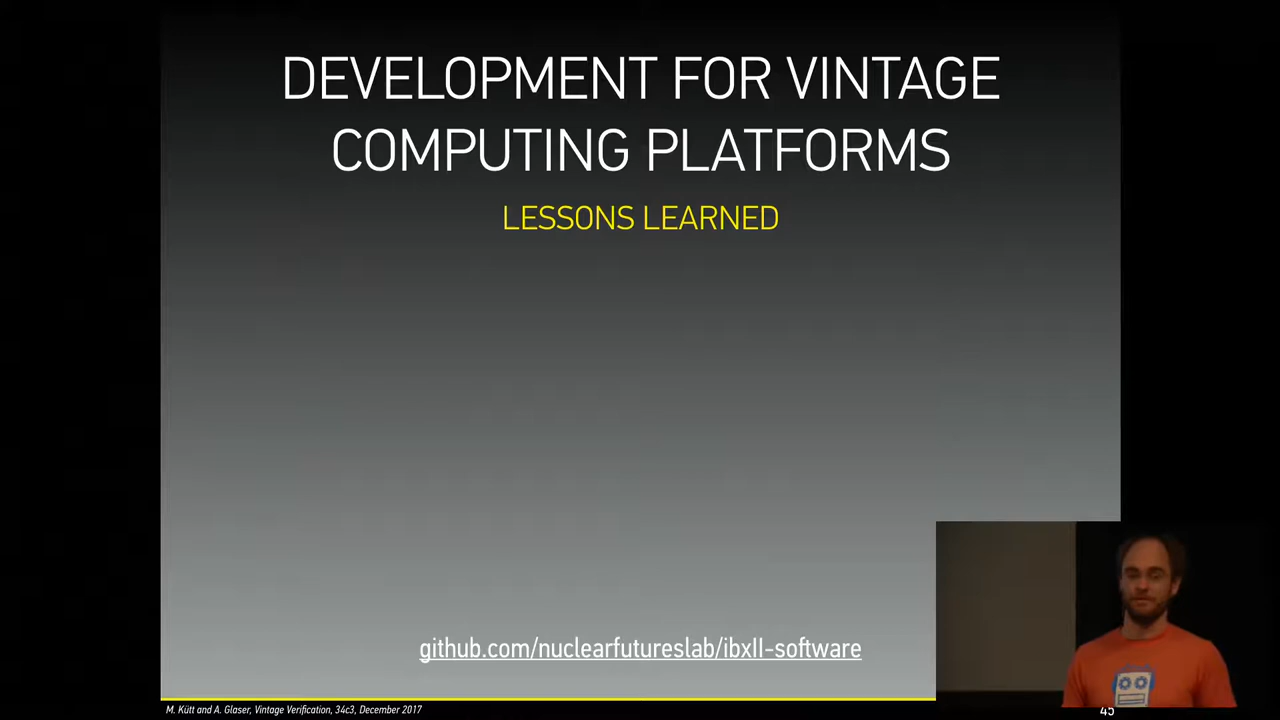 DEVELOPMENT FOR VINTAGE
COMPUTING PLATFORMS
LESSONS LEARNED
github.com/nuclearfutureslab/ibxII-software
M. Kütt and A. Glaser, Vintage Verification, 34c3, December 2017
45